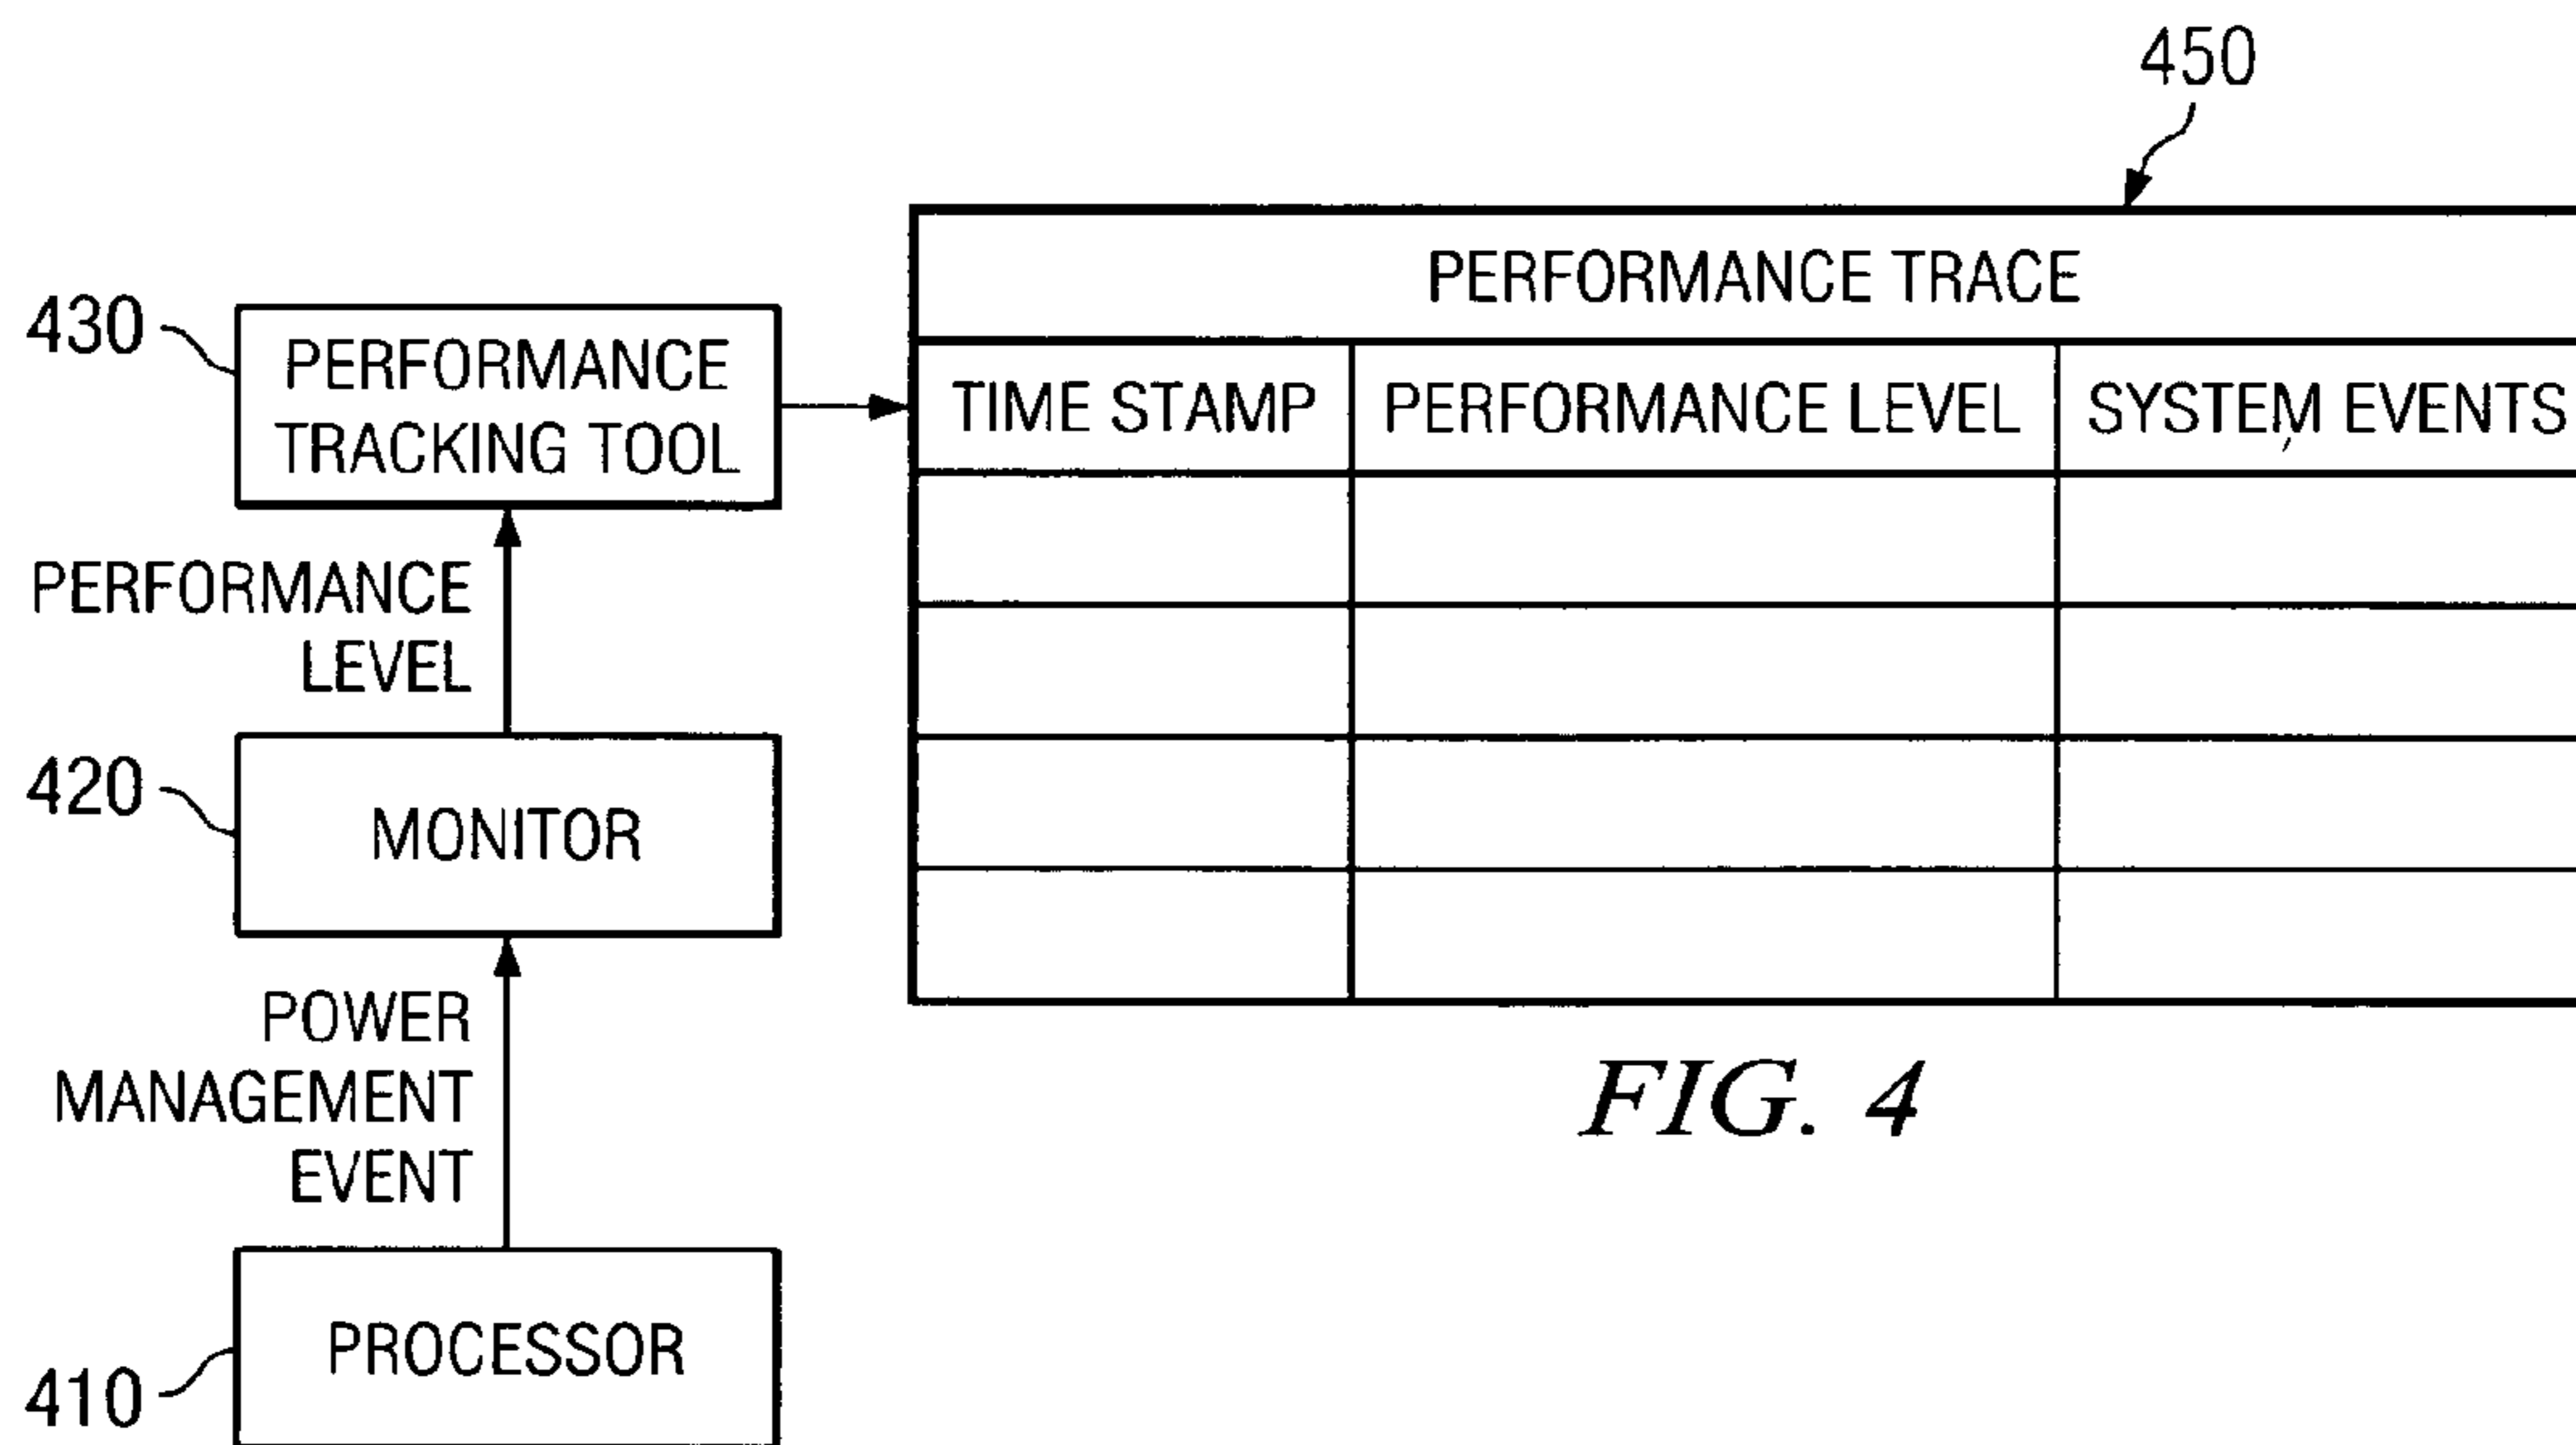 450
PERFORMANCE TRACE
430
PERFORMANCE
TRACKING TOOL
TIME STAMP
PERFORMANCE LEVEL
SYSTEM EVENTS
PERFORMANCE
LEVEL
420
MONITOR
POWER
MANAGEMENT
EVENT
FIG. 4
PROCESSOR
410